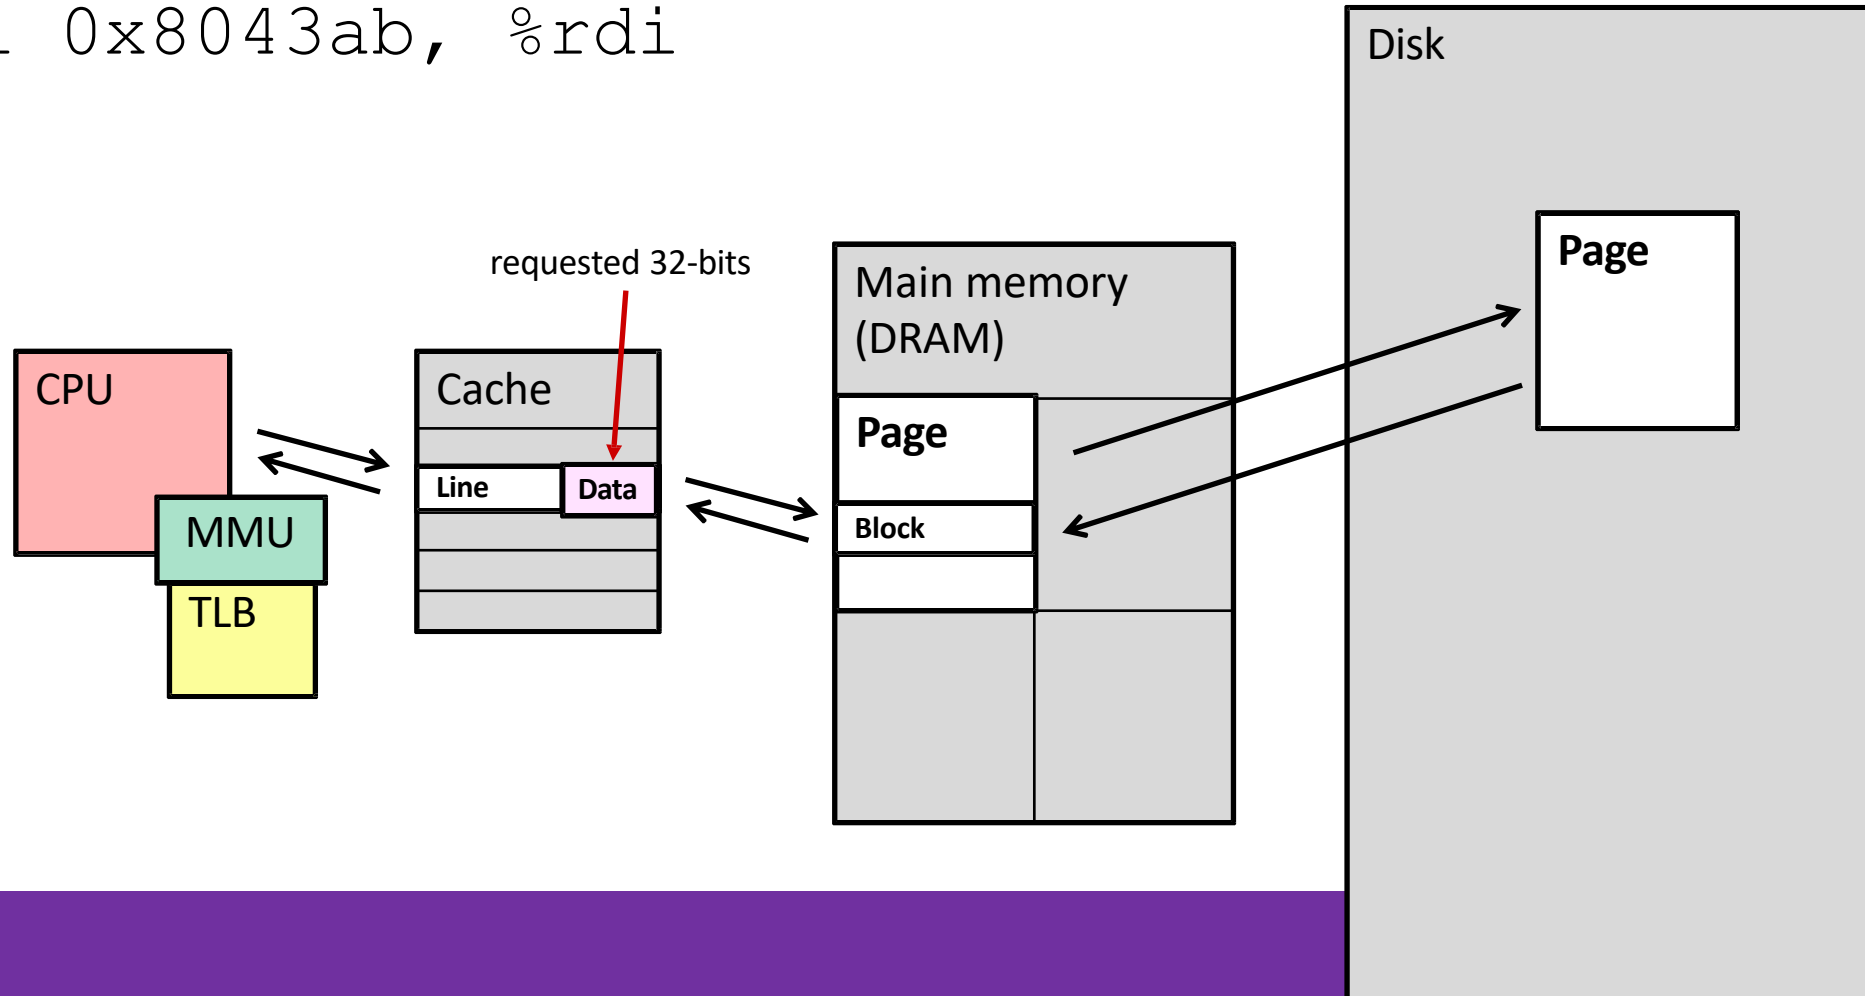 0x8043ab, %rdi
Disk
Page
requested 32-bits
Main memory
(DRAM)
CPU
Cache
Page
Line
Data
Block
MMU
TLB